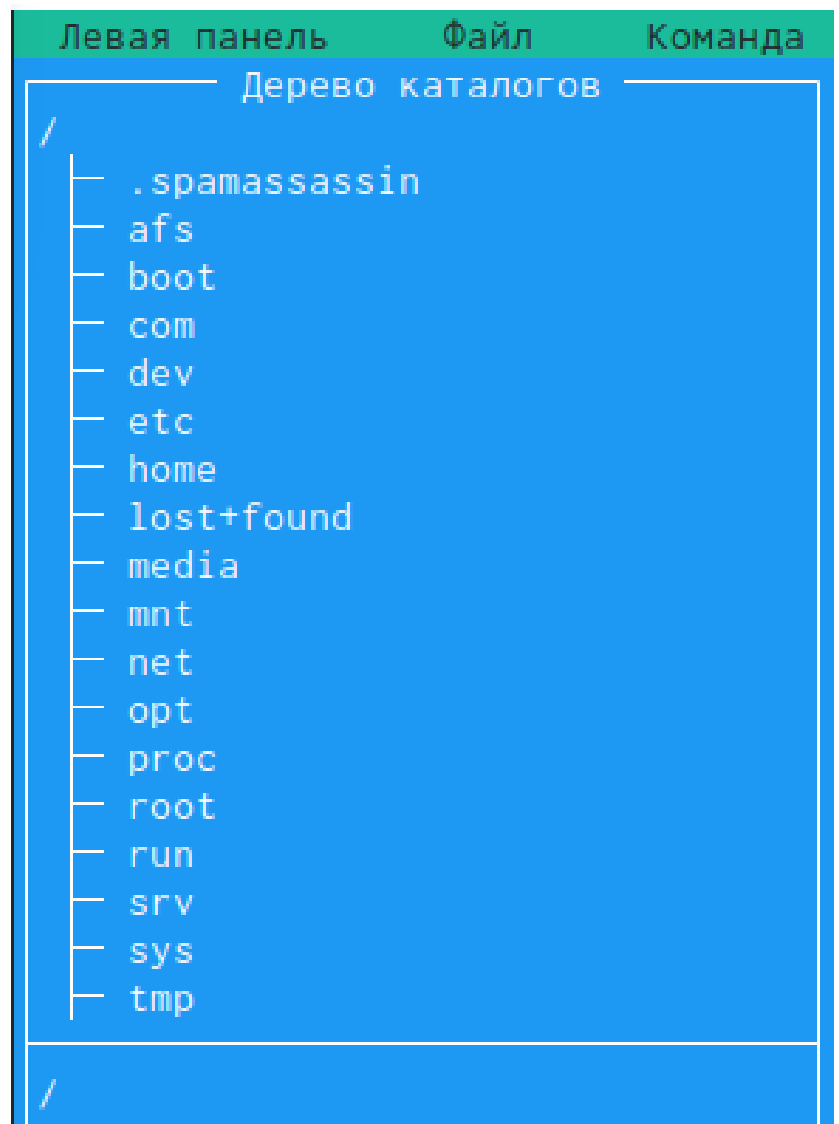 Левая панель Файл Команда
Дерево каталогов
/
.spamassassin
afs
boot
com
dev
etc
home
lost+found
media
mnt
net
opt
proc
root
run
srv
sys
tmp
/